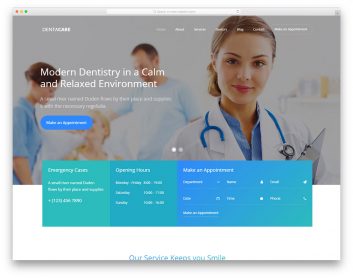 DENTACARE
Home About Services Doctors Blog Contact Make an Appointment
Modern Dentistry in a Calm
and Relaxed Environment
A small river named Duden flows by their place and supplies
it with the necessary regelialia.
Make an Appointment
Emergency Cases
A small river named Duden
flows by their place and supplies.
+ (123) 456 7890
Opening Hours
Monday - Friday 8:00 - 19:00
Saturday 10:00 - 17:00
Sunday 10:00 - 16:00
Make an Appointment
Department Name Email
Date Time Phone
Make an Appointment
Our Service Keeps you Smile